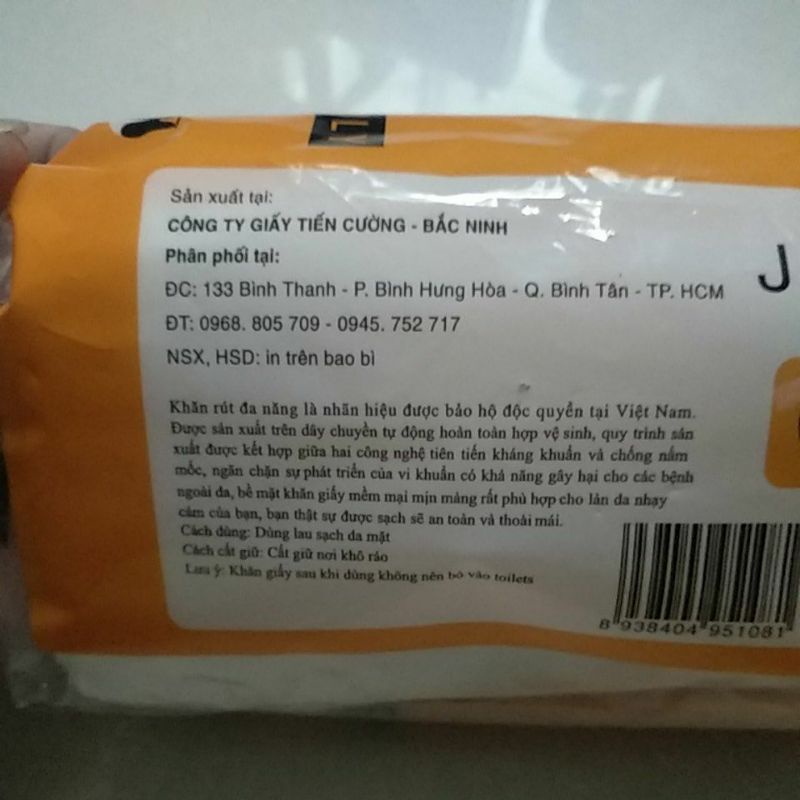 Sản xuất tại:
CÔNG TY GIẤY TIẾN CƯỜNG - BẮC NINH
Phân phối tại:
ĐC: 133 Bình Thanh - P. Bình Hưng Hòa - Q. Bình Tân - TP. HCM
ĐT: 0968. 805 709 - 0945. 752 717
NSX, HSD: in trên bao bì
J
Khăn rút đa năng là nhãn hiệu được bảo hộ độc quyền tại Việt Nam.
Được sản xuất trên dây chuyền tự động hoàn toàn hợp vệ sinh, quy trình sản
xuất được kết hợp giữa hai công nghệ tiên tiến kháng khuẩn và chống nấm
mốc, ngăn chặn sự phát triển của vi khuẩn có khả năng gây hại cho các bệnh
ngoài da, bề mặt khăn giấy mềm mại mịn màng rất phù hợp cho làn da nhạy
cảm của bạn, bạn thật sự được sạch sẽ an toàn và thoải mái.
Cách dùng: Dùng lau sạch da mặt
Cách cất giữ: Cất giữ nơi khô ráo
Lưu ý: Khăn giấy sau khi dùng không nên bỏ vào toilets
8 938404 951081